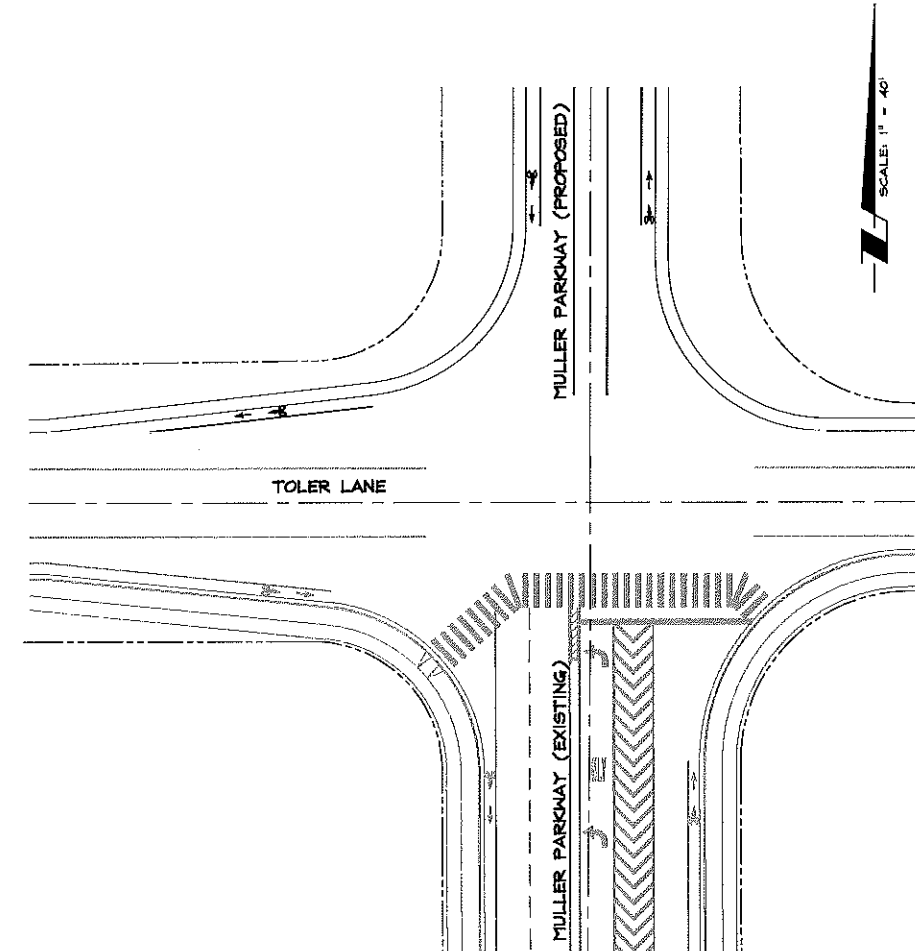 MULLER PARKWAY (PROPOSED)
SCALE: 1" = 40'
TOLER LANE
MULLER PARKWAY (EXISTING)